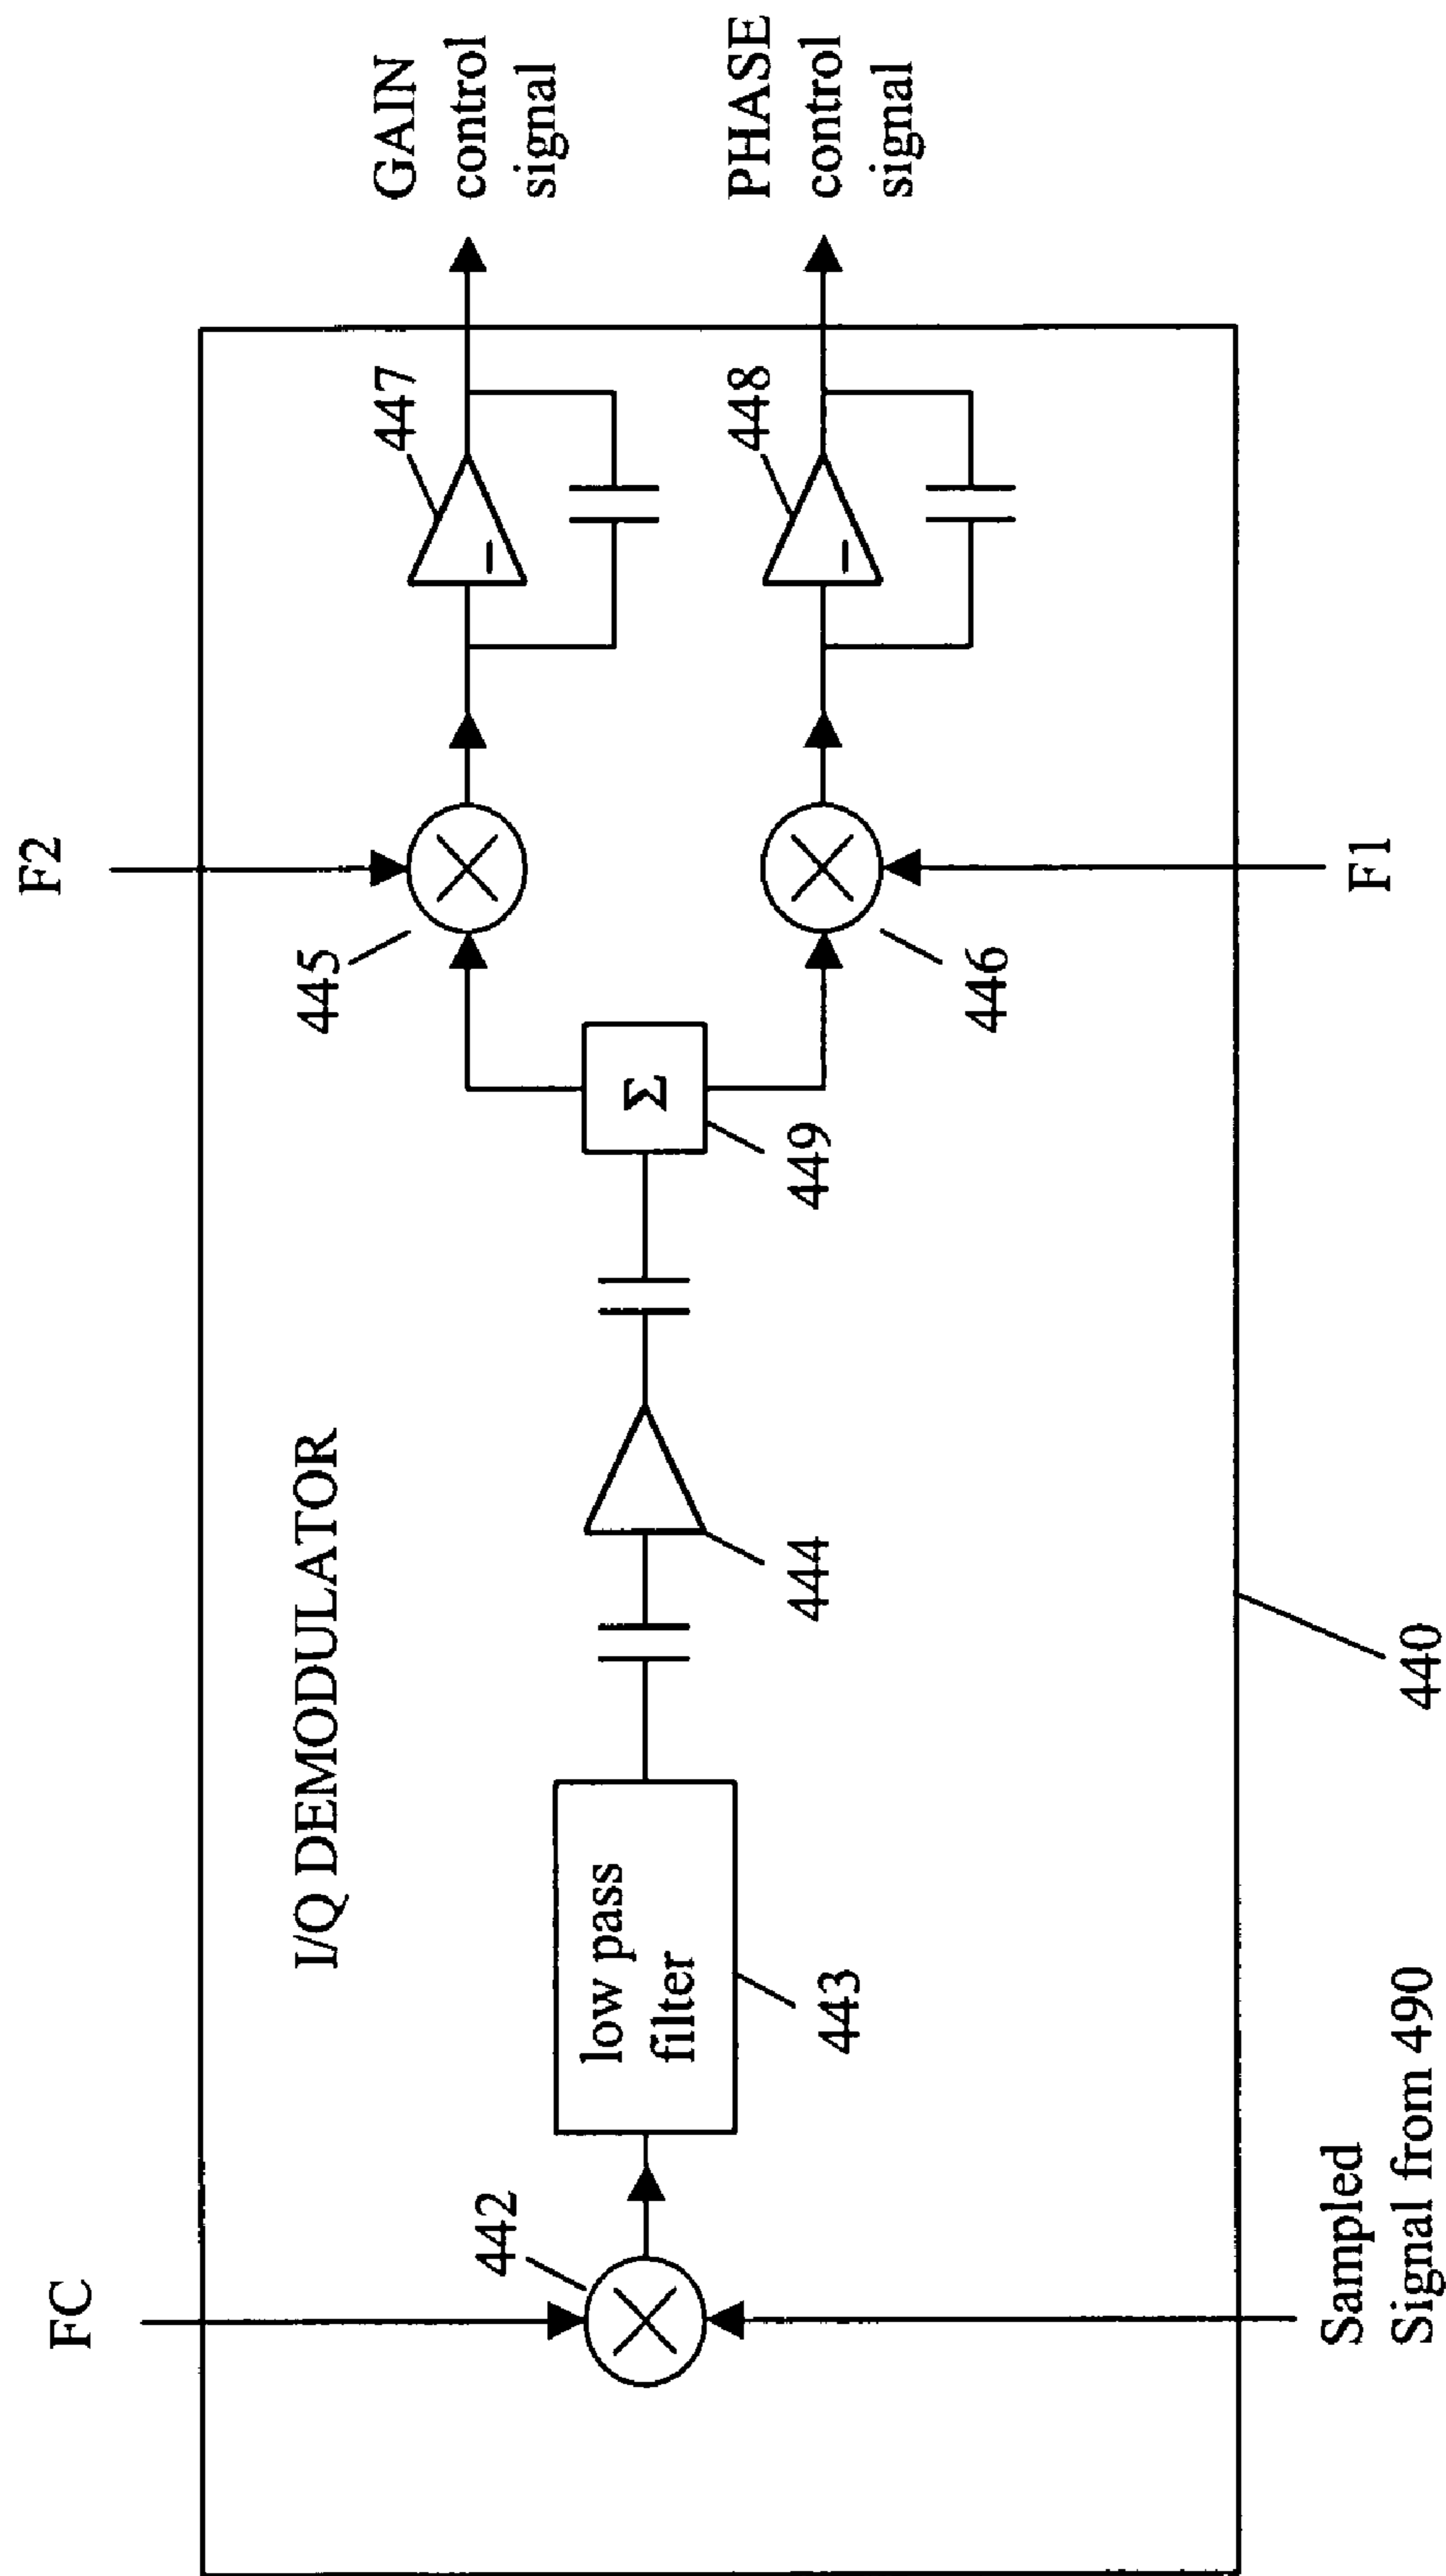 I/Q DEMODULATOR
FC
442
low pass
filter
443
444
Σ
449
F2
445
446
F1
447
–
448
–
GAIN
control
signal
PHASE
control
signal
Sampled
Signal from 490
440